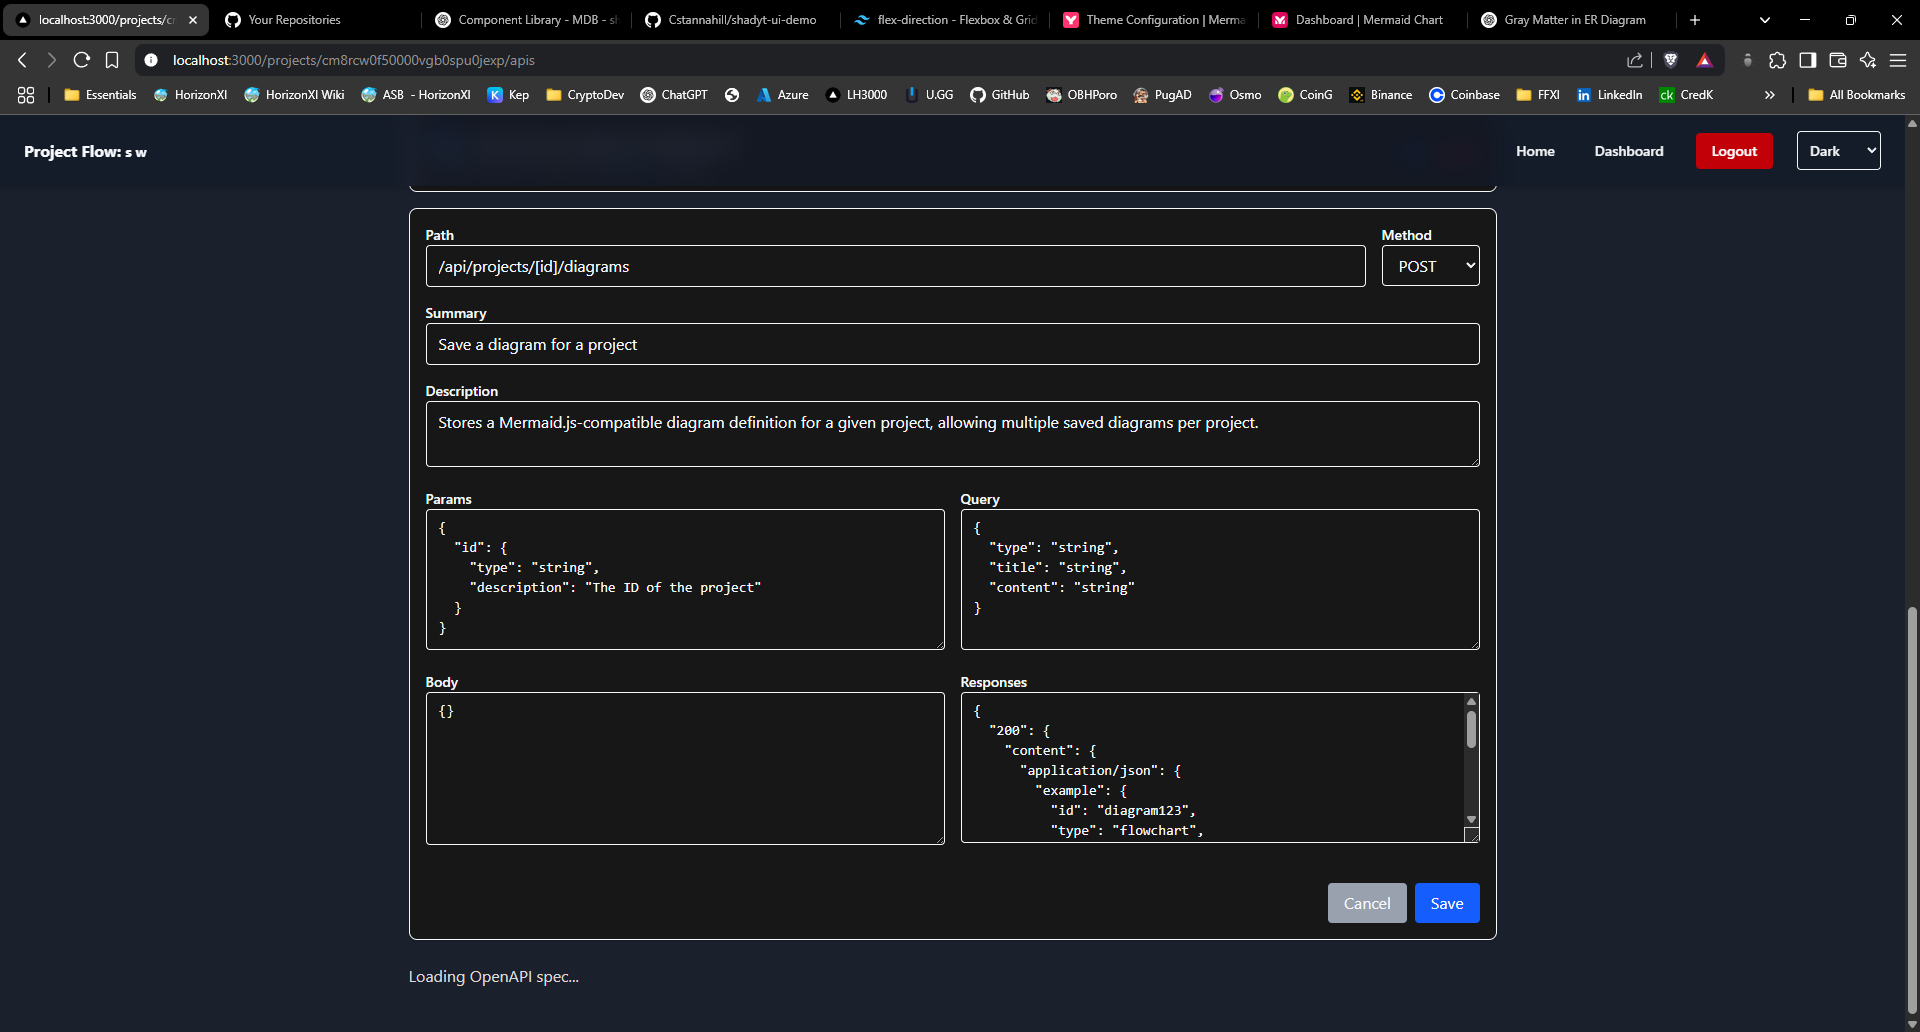 localhost:3000/projects/cr
Your Repositories
Component Library - MDB - sh
Cstannahill/shadyt-ui-demo
flex-direction - Flexbox & Grid
Theme Configuration | Merma
Dashboard | Mermaid Chart
Gray Matter in ER Diagram
localhost:3000/projects/cm8rcw0f50000vgb0spu0jexp/apis
Essentials
HorizonXI
HorizonXI Wiki
ASB - HorizonXI
K Kep
CryptoDev
ChatGPT
Azure
LH3000
U.GG
GitHub
OBHPoro
PugAD
Osmo
CoinG
Binance
Coinbase
FFXI
in LinkedIn
ck CredK
All Bookmarks
Project Flow: s w
Home
Dashboard
Logout
Dark
Path
Method
/api/projects/[id]/diagrams
POST
Summary
Save a diagram for a project
Description
Stores a Mermaid.js-compatible diagram definition for a given project, allowing multiple saved diagrams per project.
Params
{
"id": {
"type": "string",
"description": "The ID of the project"
}
}
Query
{
"type": "string",
"title": "string",
"content": "string"
}
Body
{}
Responses
{
"200": {
"content": {
"application/json": {
"example": {
"id": "diagram123",
"type": "flowchart",
Cancel
Save
Loading OpenAPI spec...